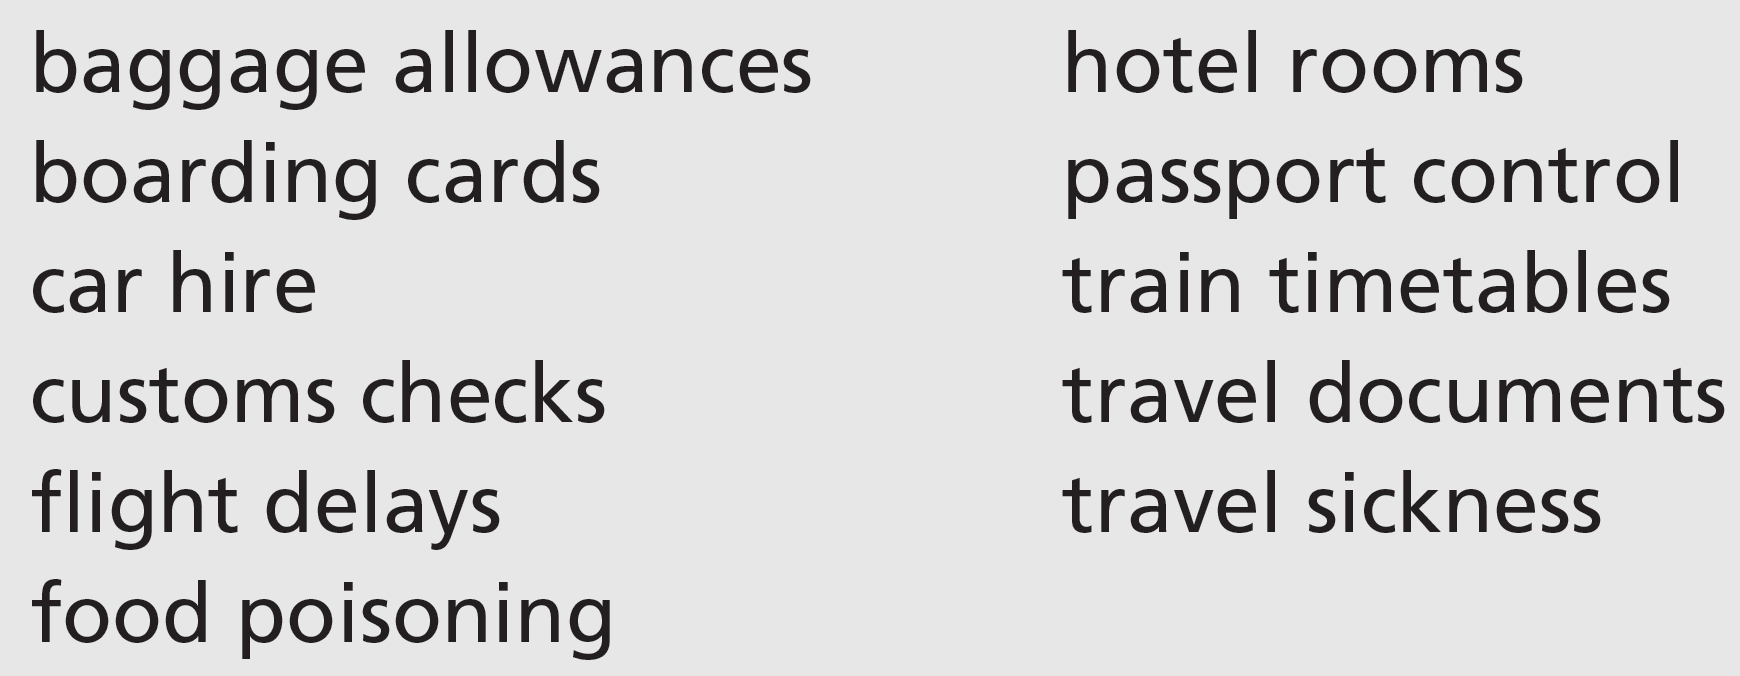 baggage allowances
boarding cards
car hire
customs checks
flight delays
food poisoning
hotel rooms
passport control
train timetables
travel documents
travel sickness